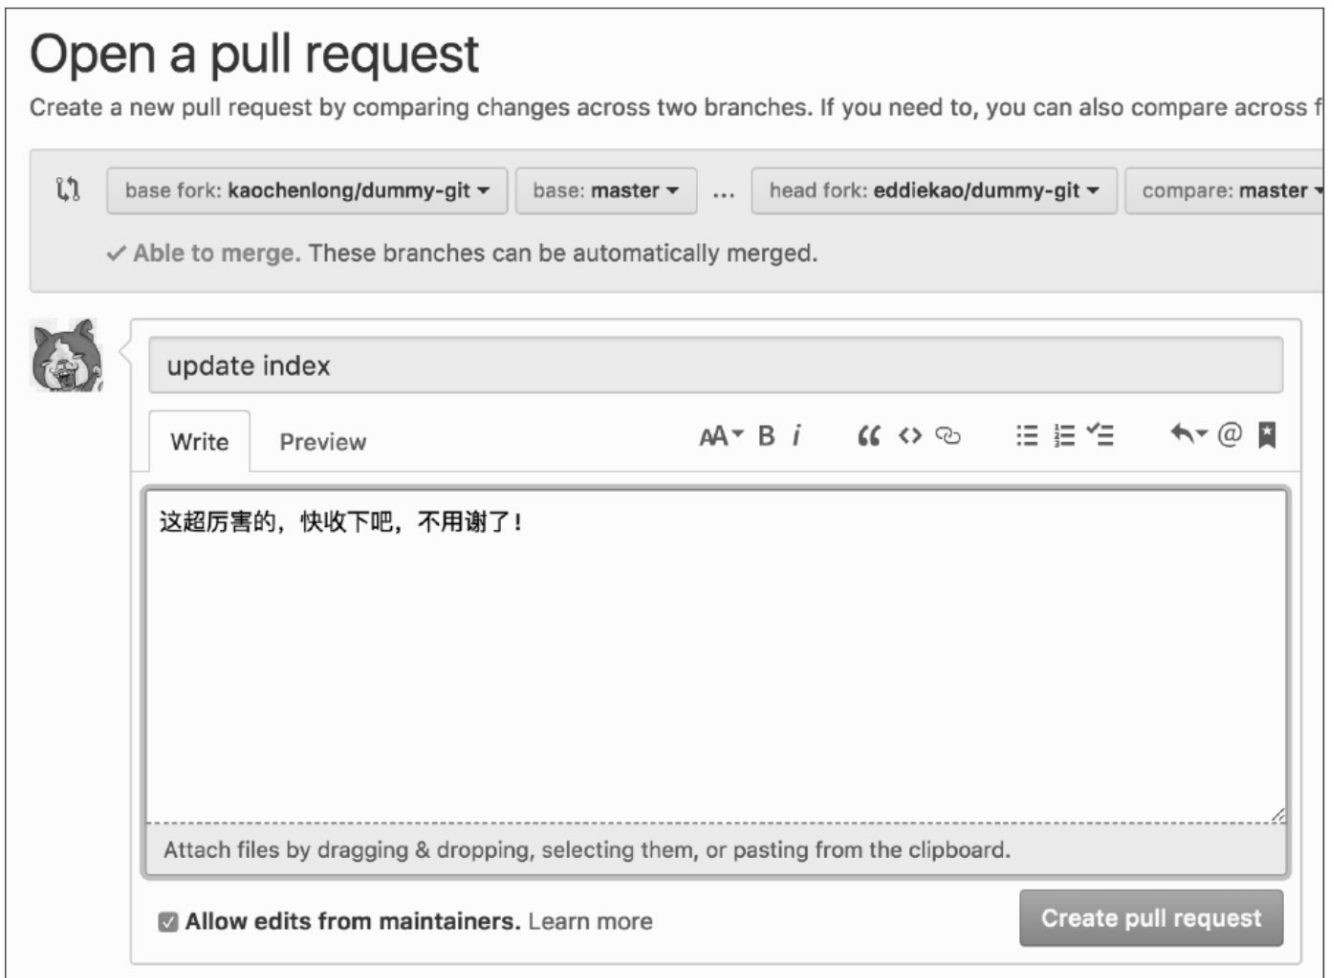 Open a pull request
Create a new pull request by comparing changes across two branches. If you need to, you can also compare across f
base fork: kaochenlong/dummy-git base: master ... head fork: eddiekao/dummy-git compare: master
Able to merge. These branches can be automatically merged.
update index
Write Preview AA B i
这超厉害的，快收下吧，不用谢了！
Attach files by dragging & dropping, selecting them, or pasting from the clipboard.
Allow edits from maintainers. Learn more
Create pull request